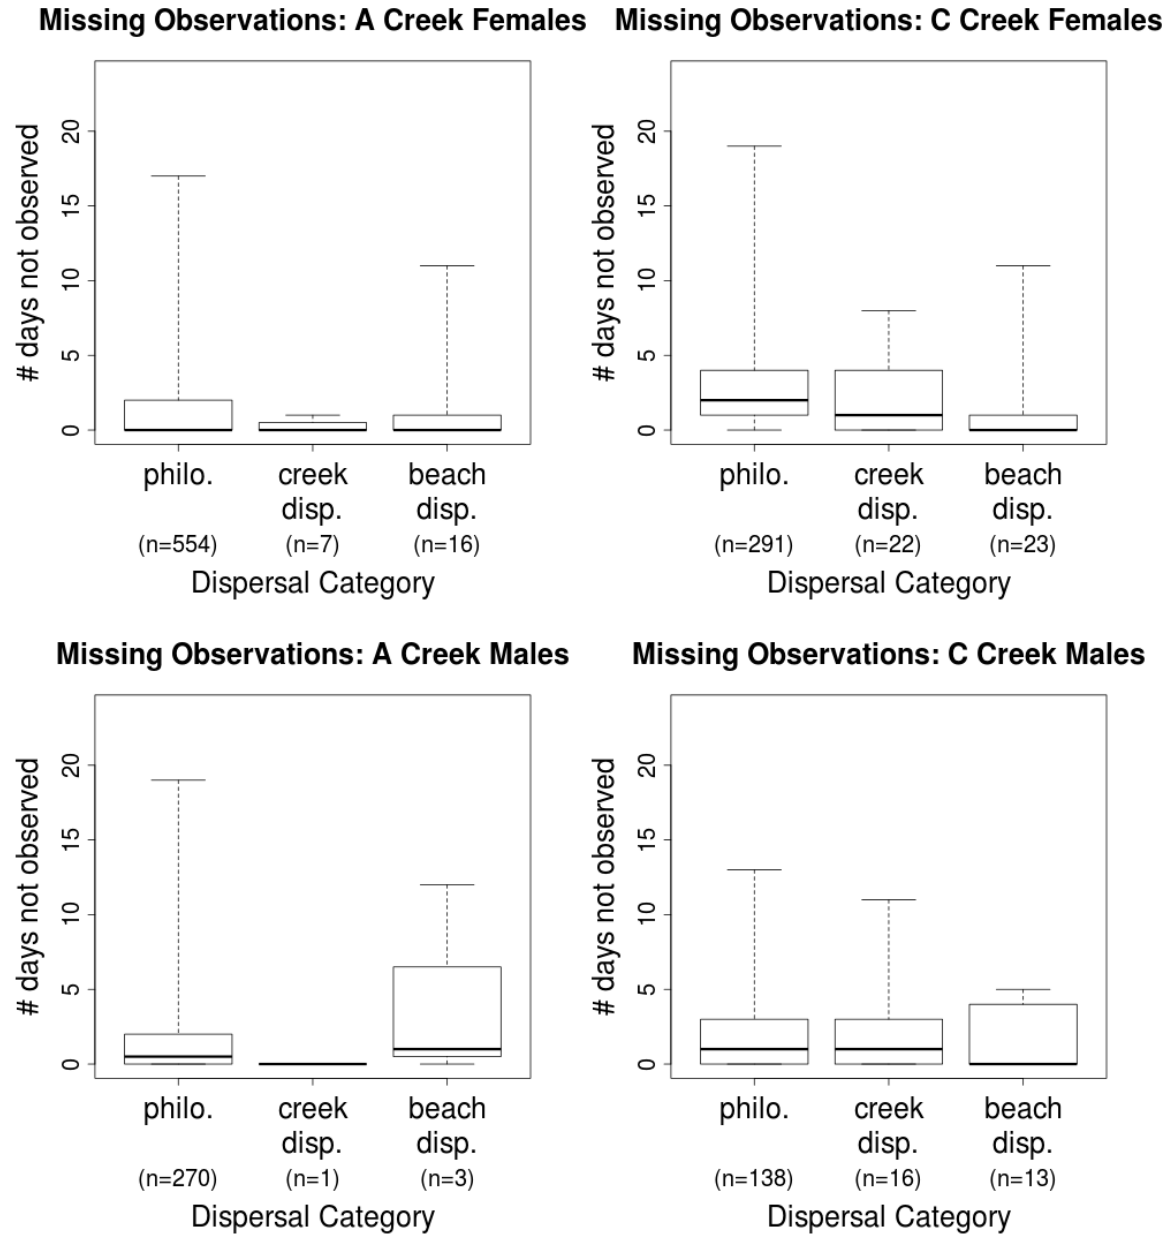 Missing Observations: A Creek Females
# days not observed
20
15
10
5
0
philo.
creek disp.
beach disp.
(n=554)
(n=7)
(n=16)
Dispersal Category
Missing Observations: C Creek Females
# days not observed
20
15
10
5
0
philo.
creek disp.
beach disp.
(n=291)
(n=22)
(n=23)
Dispersal Category
Missing Observations: A Creek Males
# days not observed
20
15
10
5
0
philo.
creek disp.
beach disp.
(n=270)
(n=1)
(n=3)
Dispersal Category
Missing Observations: C Creek Males
# days not observed
20
15
10
5
0
philo.
creek disp.
beach disp.
(n=138)
(n=16)
(n=13)
Dispersal Category